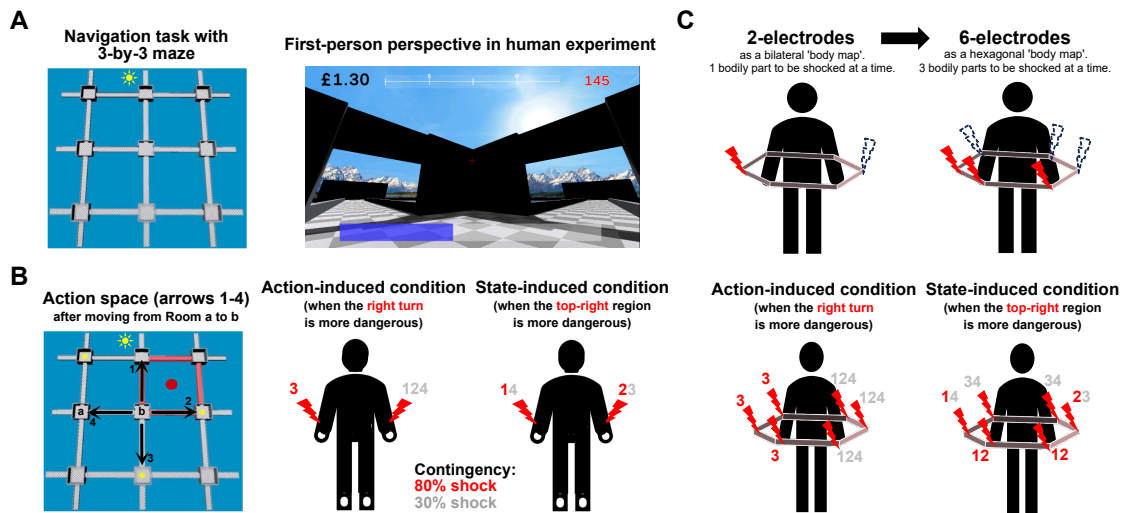 A
Navigation task with
3-by-3 maze
First-person perspective in human experiment
£1.30
145
B
Action space (arrows 1-4)
after moving from Room a to b
1
2
a
b
4
3
Action-induced condition
(when the right turn
is more dangerous)
3
124
State-induced condition
(when the top-right region
is more dangerous)
14
23
Contingency:
80% shock
30% shock
C
2-electrodes
as a bilateral 'body map'.
1 bodily part to be shocked at a time.
6-electrodes
as a hexagonal 'body map'.
3 bodily parts to be shocked at a time.
Action-induced condition
(when the right turn
is more dangerous)
3
124
3
124
3
124
State-induced condition
(when the top-right region
is more dangerous)
34
34
14
23
12
12